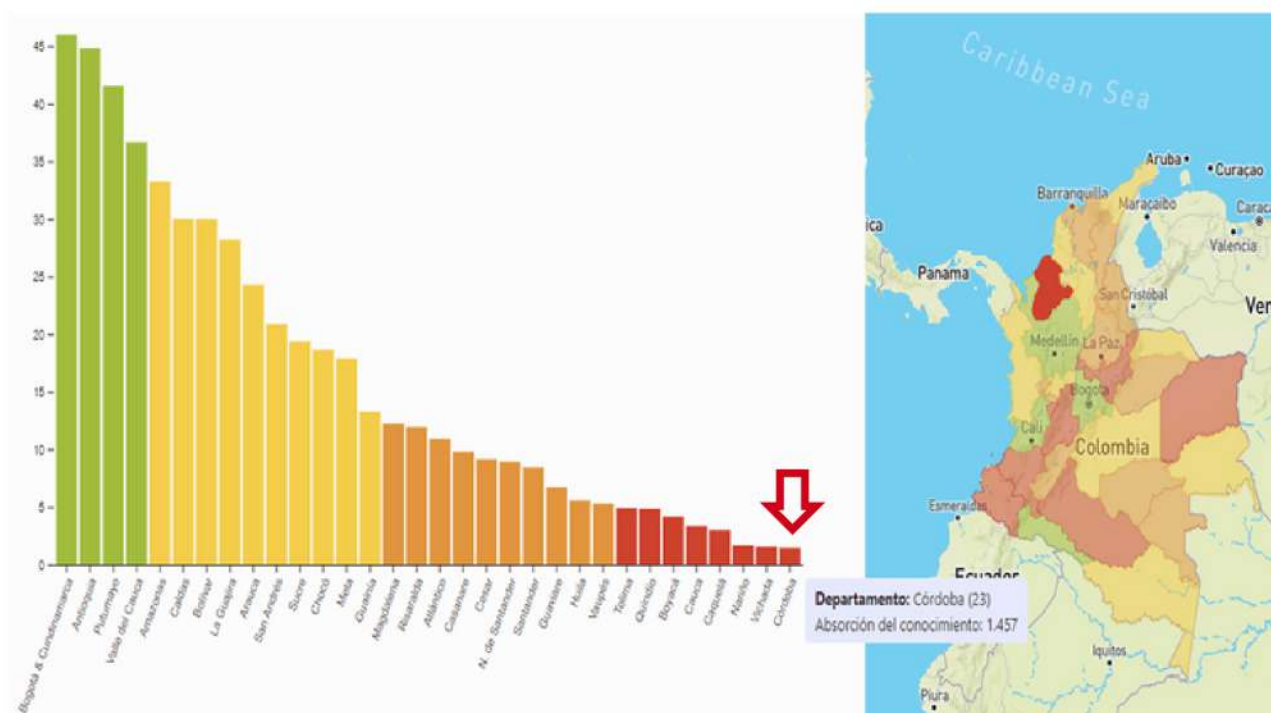 45
40
35
30
25
20
15
10
5
0
Bogotá & Cundinamarca
Antioquia
Putumayo
Valle del Cauca
Amazonas
Caldas
Bolívar
La Guajira
Arauca
San Andrés
Sucre
Chocó
Meta
Guainía
Magdalena
Risaralda
Atlántico
Casanare
Cesar
N. de Santander
Santander
Guaviare
Huila
Vaupés
Tolima
Quindío
Boyacá
Cauca
Caquetá
Nariño
Vichada
Córdoba
Departamento: Córdoba (23)
Absorción del conocimiento: 1.457
Caribbean Sea
Aruba
Curaçao
Barranquilla
Maracaibo
Carac
Valencia
ica
Panama
San Cristóbal
Ver
Medellín
La Paz
Bogota
Cali
Colombia
Esmeraldas
Ecuador
Iquitos
Piura